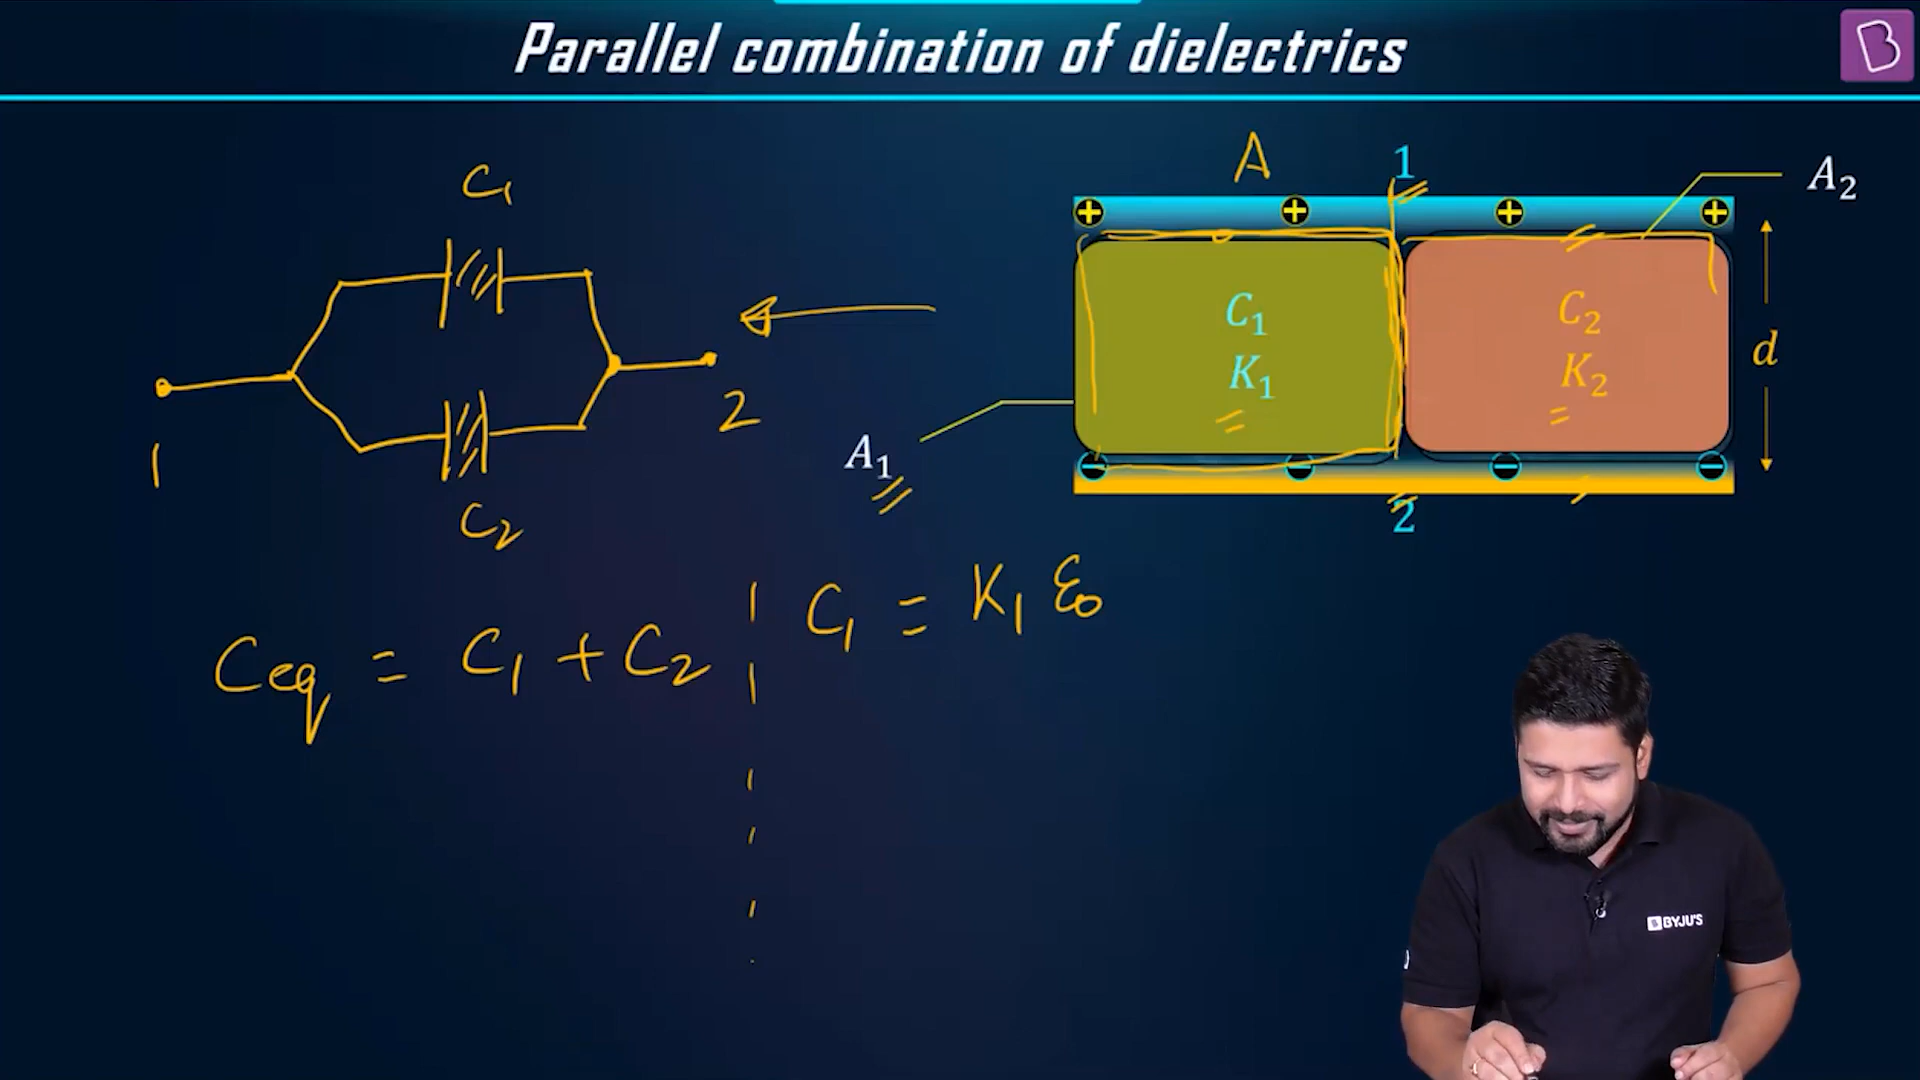 Parallel combination of dielectrics
B
C₁
A
1
A₂
C₁
K₁
C₂
K₂
d
1
2
A₁
C₂
2
Ceq = C₁ + C₂
C₁ = K₁ ε₀
BYJU'S